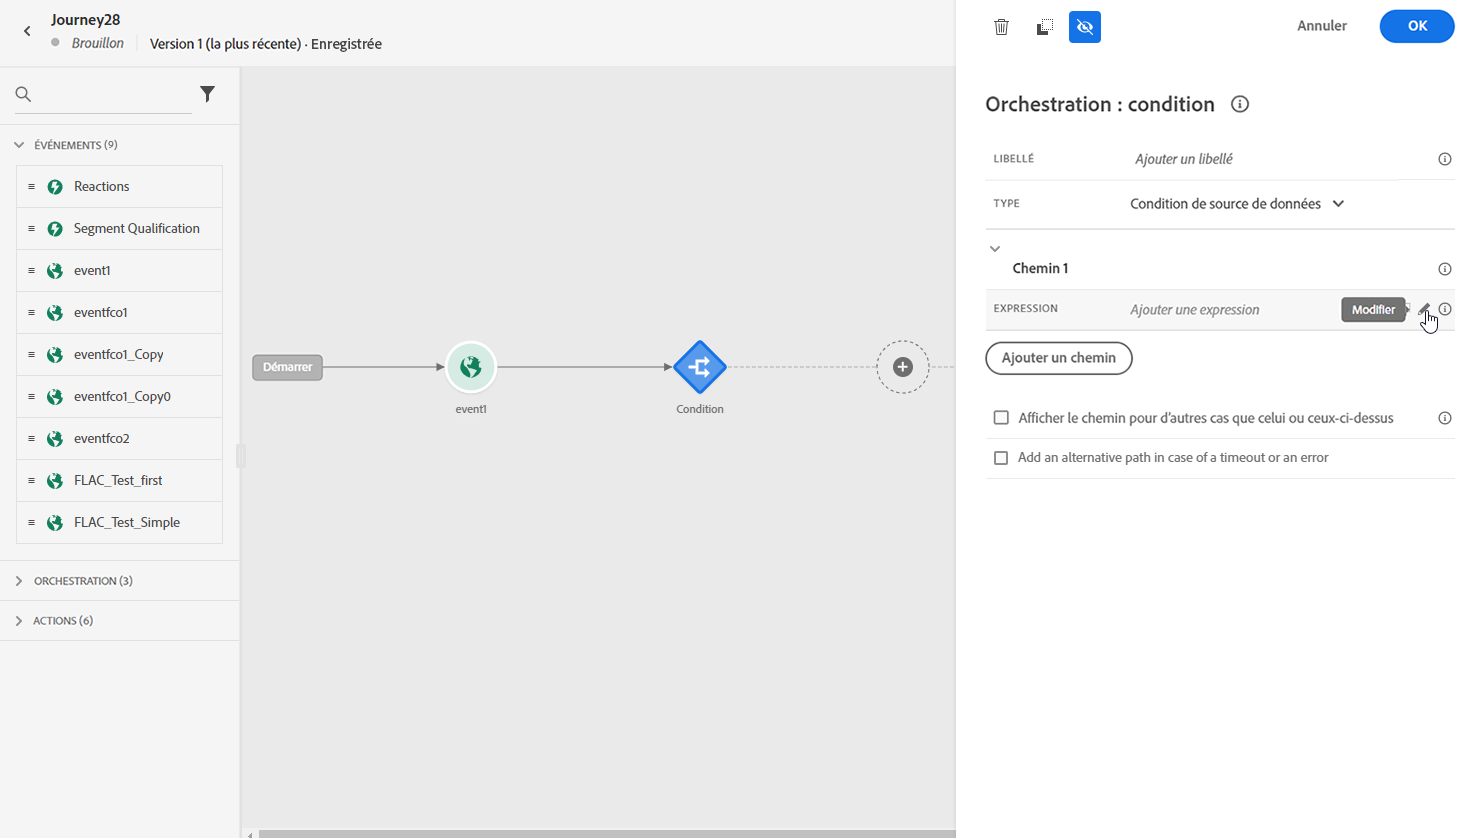 Journey28
Brouillon
Version 1 (la plus récente) · Enregistrée
ÉVÉNEMENTS (9)
Reactions
Segment Qualification
event1
eventfco1
eventfco1_Copy
eventfco1_Copy0
eventfco2
FLAC_Test_first
FLAC_Test_Simple
ORCHESTRATION (3)
ACTIONS (6)
Démarrer
event1
Condition
Annuler
OK
Orchestration : condition
LIBELLÉ Ajouter un libellé
TYPE Condition de source de données
Chemin 1
EXPRESSION Ajouter une expression Modifier
Ajouter un chemin
Afficher le chemin pour d'autres cas que celui ou ceux-ci-dessus
Add an alternative path in case of a timeout or an error